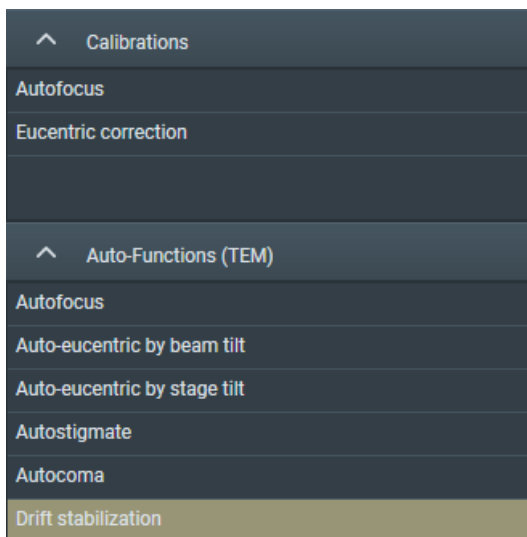 Calibrations
Autofocus
Eucentric correction
Auto-Functions (TEM)
Autofocus
Auto-eucentric by beam tilt
Auto-eucentric by stage tilt
Autostigmate
Autocoma
Drift stabilization